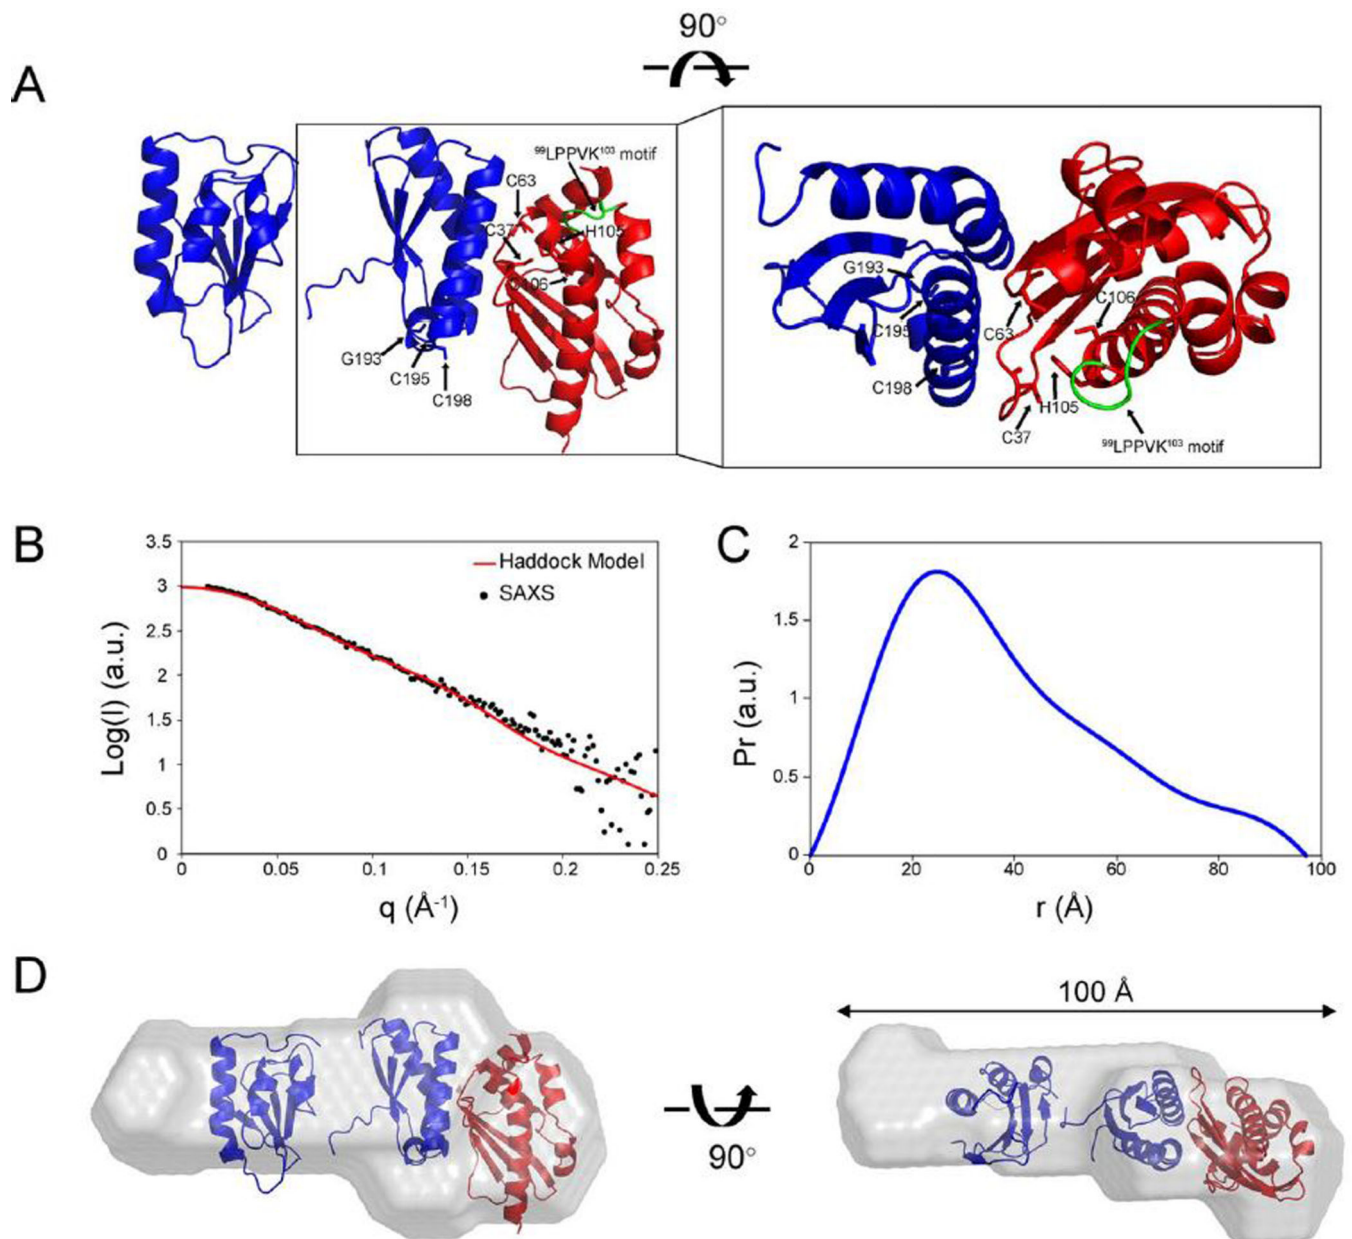 90°
A
⁹⁹LPPVK¹⁰³ motif
C63
C37
H105
C106
G193
C195
C198
G193
C106
C195
C63
C198
H105
C37
⁹⁹LPPVK¹⁰³ motif
B
3.5
3
2.5
2
1.5
1
0.5
0
Log(I) (a.u.)
Haddock Model
SAXS
0 0.05 0.1 0.15 0.2 0.25
q (Å⁻¹)
C
2
1.5
1
0.5
0
Pr (a.u.)
0 20 40 60 80 100
r (Å)
D
100 Å
90°